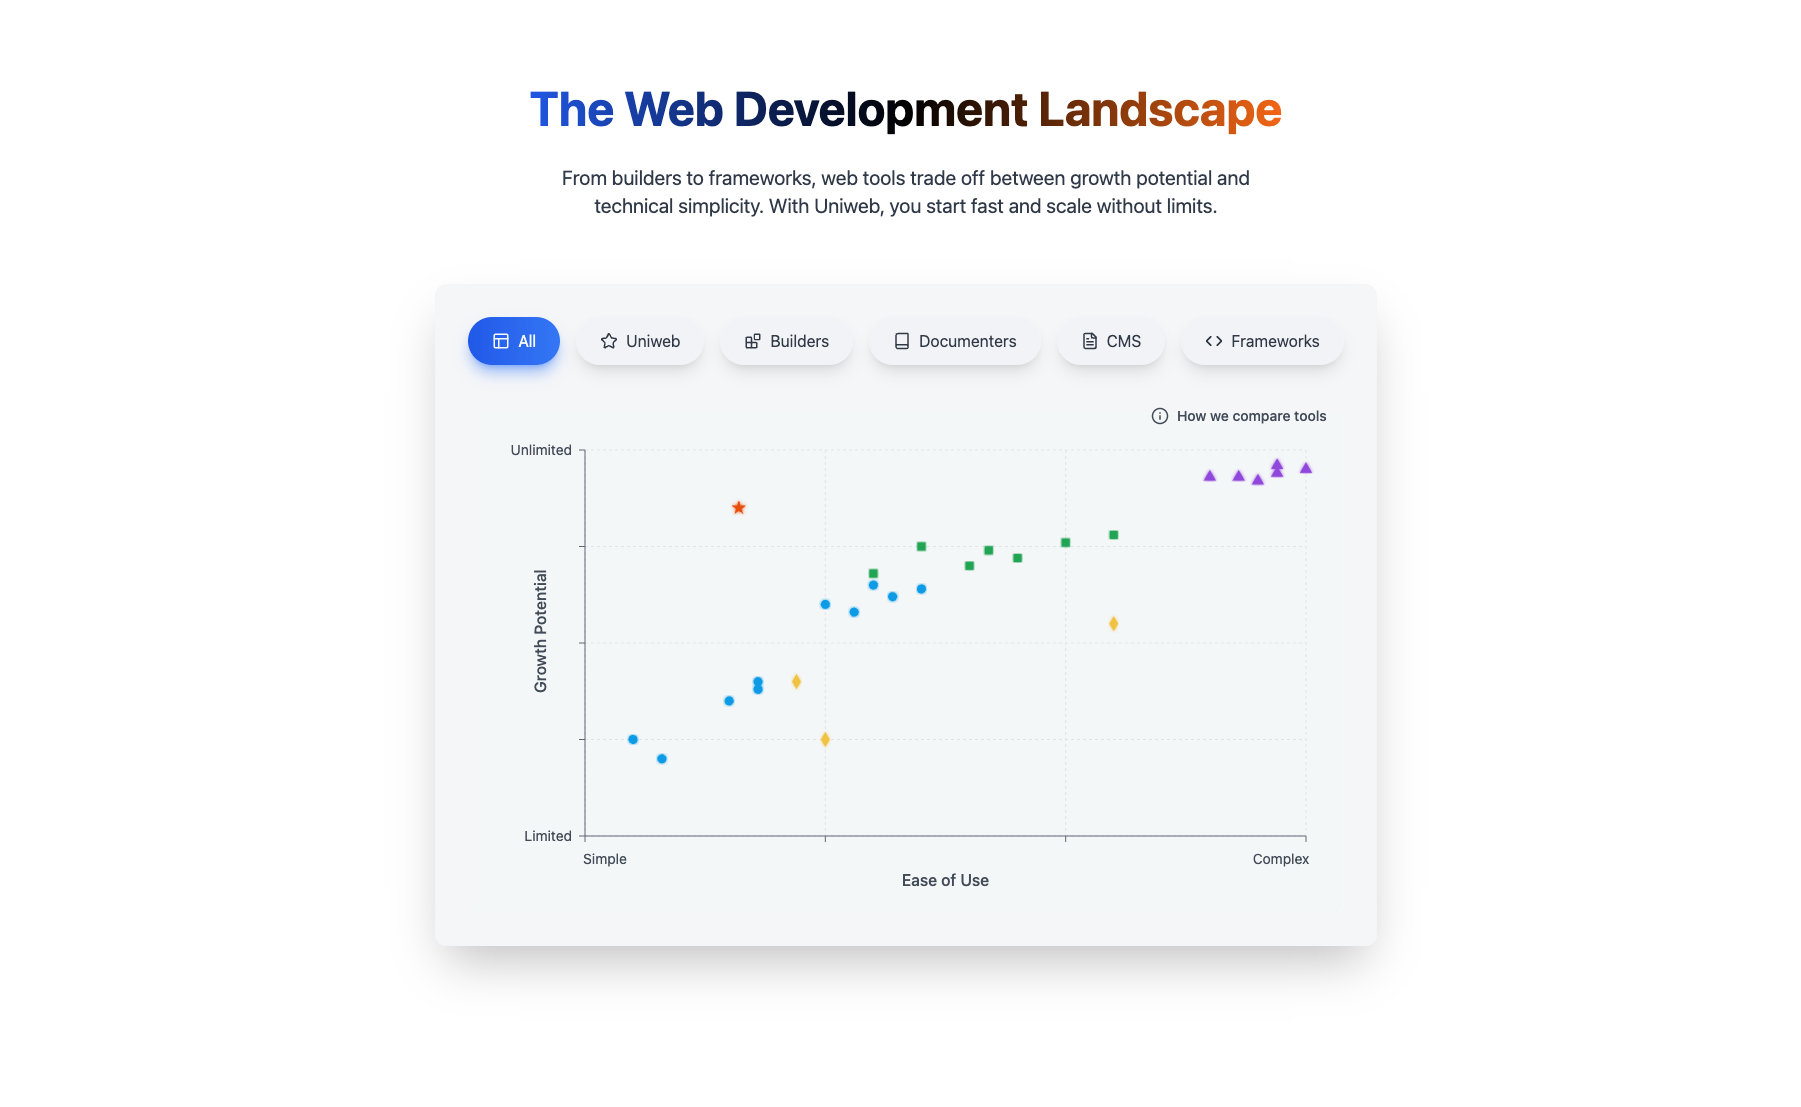 The Web Development Landscape
From builders to frameworks, web tools trade off between growth potential and
technical simplicity. With Uniweb, you start fast and scale without limits.
All
Uniweb
Builders
Documenters
CMS
Frameworks
How we compare tools
Unlimited
Growth Potential
Limited
Simple
Complex
Ease of Use